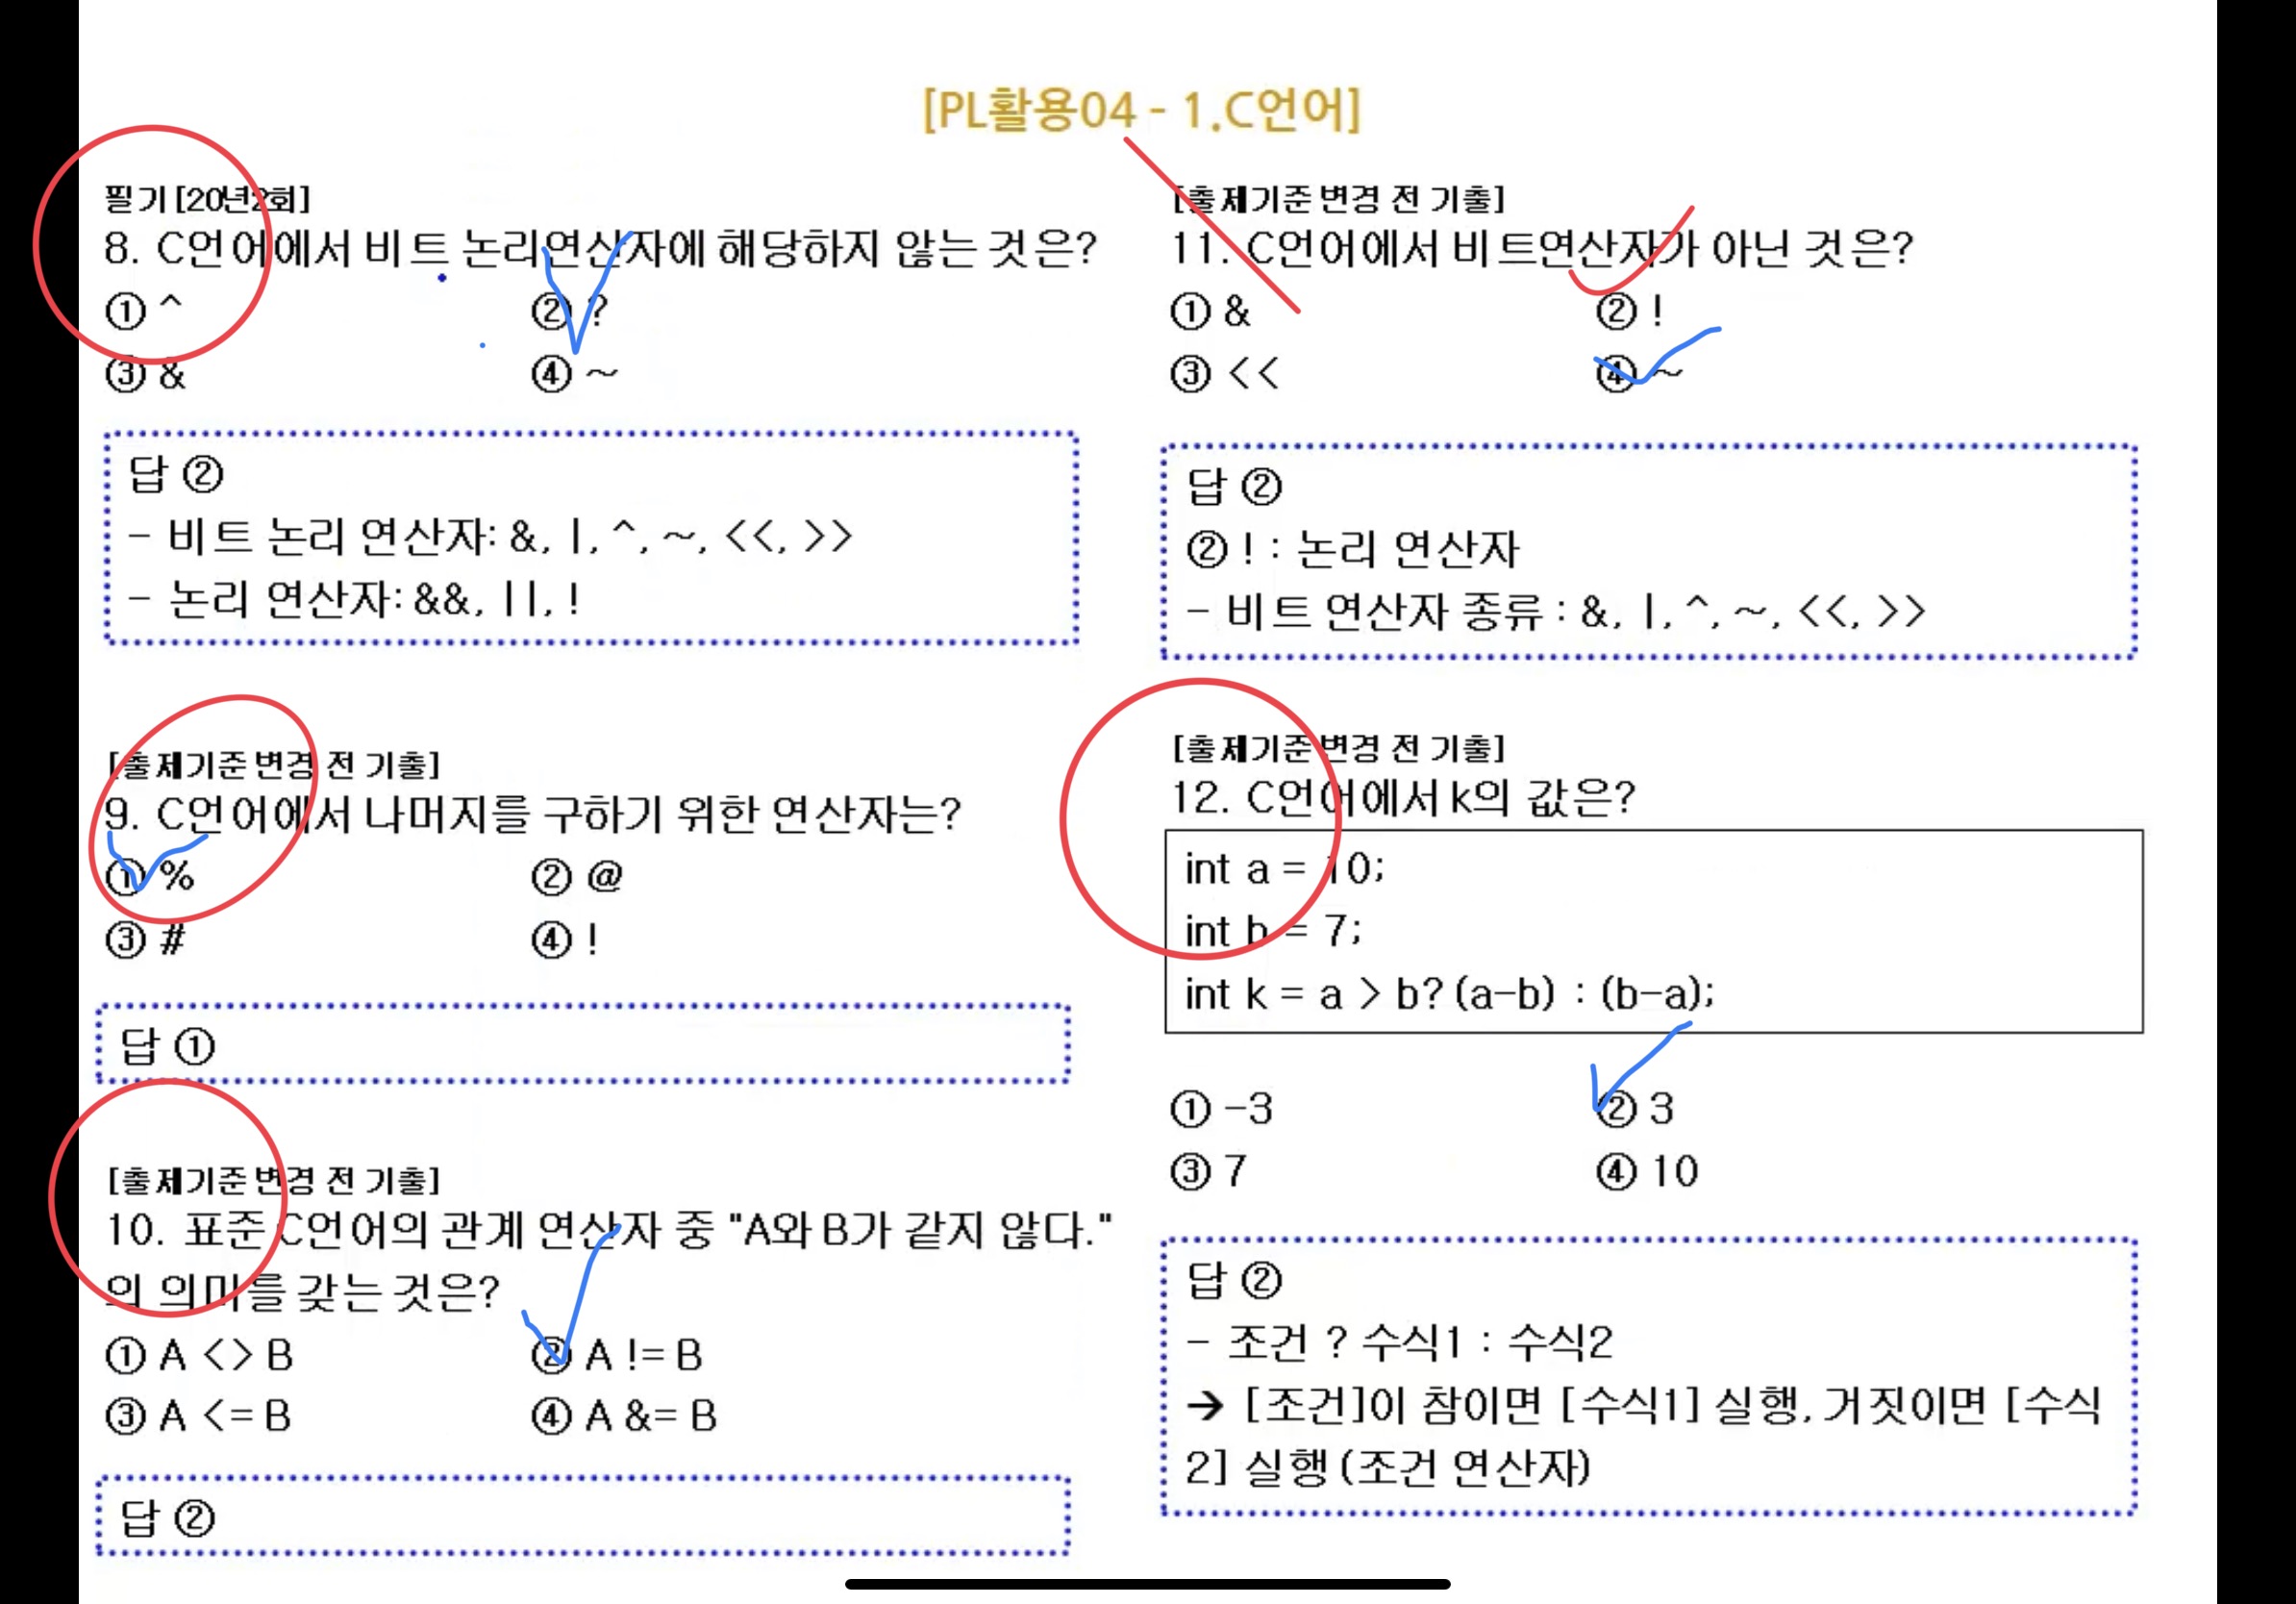 [PL활용04 - 1.C언어]
필기[20년2회]
8. C언어에서 비트 논리연산자에 해당하지 않는 것은?
① ^
② ?
③ &
④ ~
답 ②
- 비트 논리 연산자: &, |, ^, ~, <<, >>
- 논리 연산자: &&, ||, !
[출제기준 변경 전 기출]
9. C언어에서 나머지를 구하기 위한 연산자는?
① %
② @
③ #
④ !
답 ①
[출제기준 변경 전 기출]
10. 표준 C언어의 관계 연산자 중 "A와 B가 같지 않다."
의 의미를 갖는 것은?
① A <> B
② A != B
③ A <= B
④ A &= B
답 ②
[출제기준 변경 전 기출]
11. C언어에서 비트연산자가 아닌 것은?
① &
② !
③ <<
④ ~
답 ②
② ! : 논리 연산자
- 비트 연산자 종류 : &, |, ^, ~, <<, >>
[출제기준 변경 전 기출]
12. C언어에서 k의 값은?
int a = 10;
int b = 7;
int k = a > b? (a-b) : (b-a);
① -3
② 3
③ 7
④ 10
답 ②
- 조건 ? 수식1 : 수식2
→ [조건]이 참이면 [수식1] 실행, 거짓이면 [수식
2] 실행 (조건 연산자)